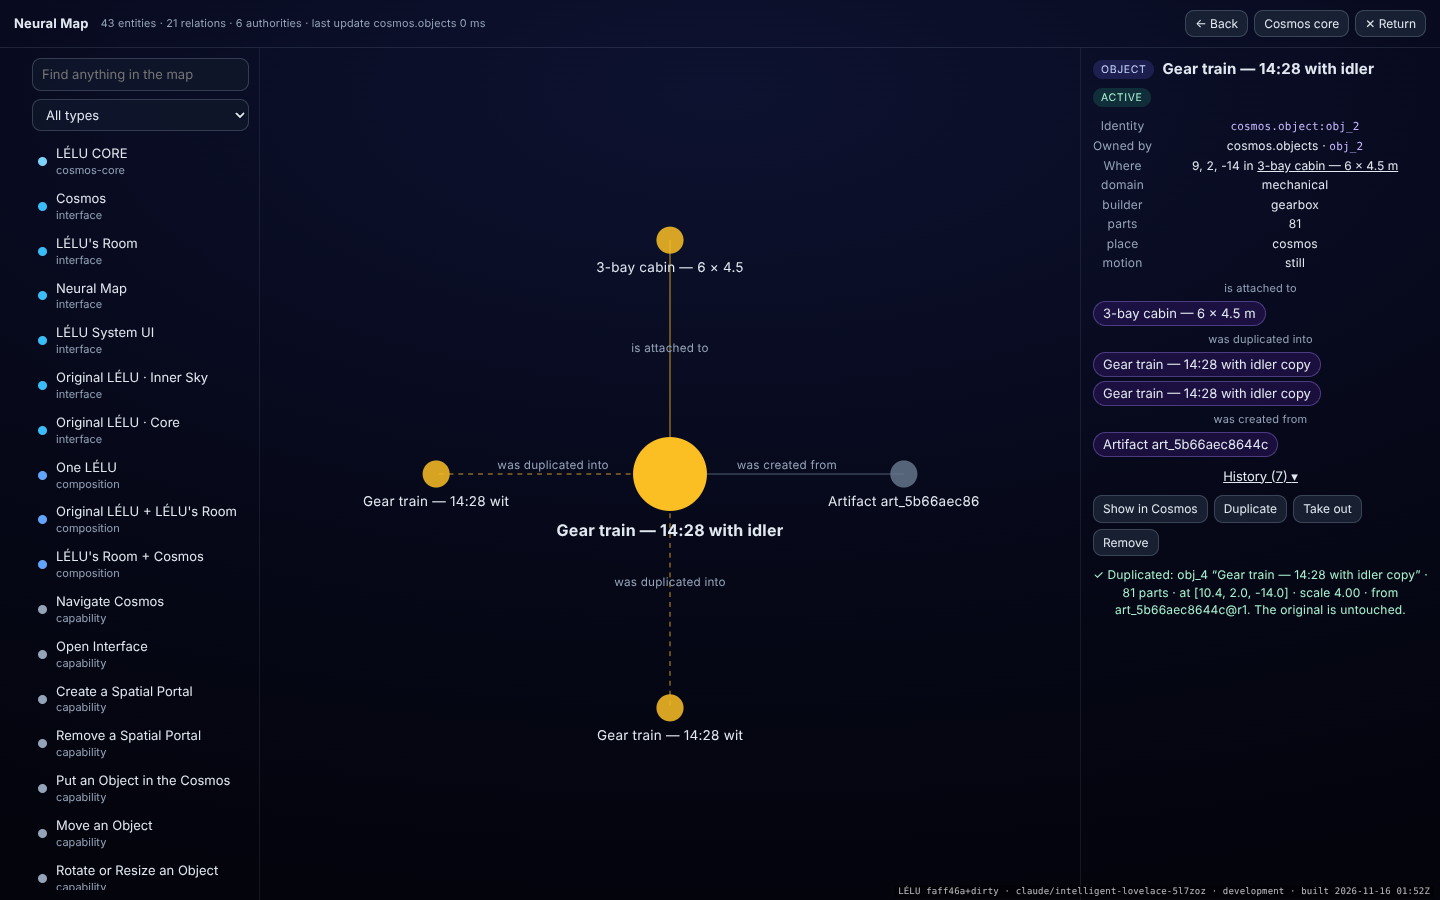 Neural Map
43 entities · 21 relations · 6 authorities · last update cosmos.objects 0 ms
← Back
Cosmos core
✕ Return
Find anything in the map
All types
LÉLU CORE
cosmos-core
Cosmos
interface
LÉLU's Room
interface
Neural Map
interface
LÉLU System UI
interface
Original LÉLU · Inner Sky
interface
Original LÉLU · Core
interface
One LÉLU
composition
Original LÉLU + LÉLU's Room
composition
LÉLU's Room + Cosmos
composition
Navigate Cosmos
capability
Open Interface
capability
Create a Spatial Portal
capability
Remove a Spatial Portal
capability
Put an Object in the Cosmos
capability
Move an Object
capability
Rotate or Resize an Object
capability
3-bay cabin — 6 × 4.5
is attached to
was duplicated into
was created from
Gear train — 14:28 wit
Artifact art_5b66aec86
Gear train — 14:28 with idler
was duplicated into
Gear train — 14:28 wit
OBJECT
Gear train — 14:28 with idler
ACTIVE
Identity cosmos.object:obj_2
Owned by cosmos.objects · obj_2
Where 9, 2, -14 in 3-bay cabin — 6 × 4.5 m
domain mechanical
builder gearbox
parts 81
place cosmos
motion still
is attached to
3-bay cabin — 6 × 4.5 m
was duplicated into
Gear train — 14:28 with idler copy
Gear train — 14:28 with idler copy
was created from
Artifact art_5b66aec8644c
History (7) ▾
Show in Cosmos
Duplicate
Take out
Remove
✓ Duplicated: obj_4 “Gear train — 14:28 with idler copy” ·
81 parts · at [10.4, 2.0, -14.0] · scale 4.00 · from
art_5b66aec8644c@r1. The original is untouched.
LÉLU faff46a+dirty · claude/intelligent-lovelace-5l7zoz · development · built 2026-11-16 01:52Z